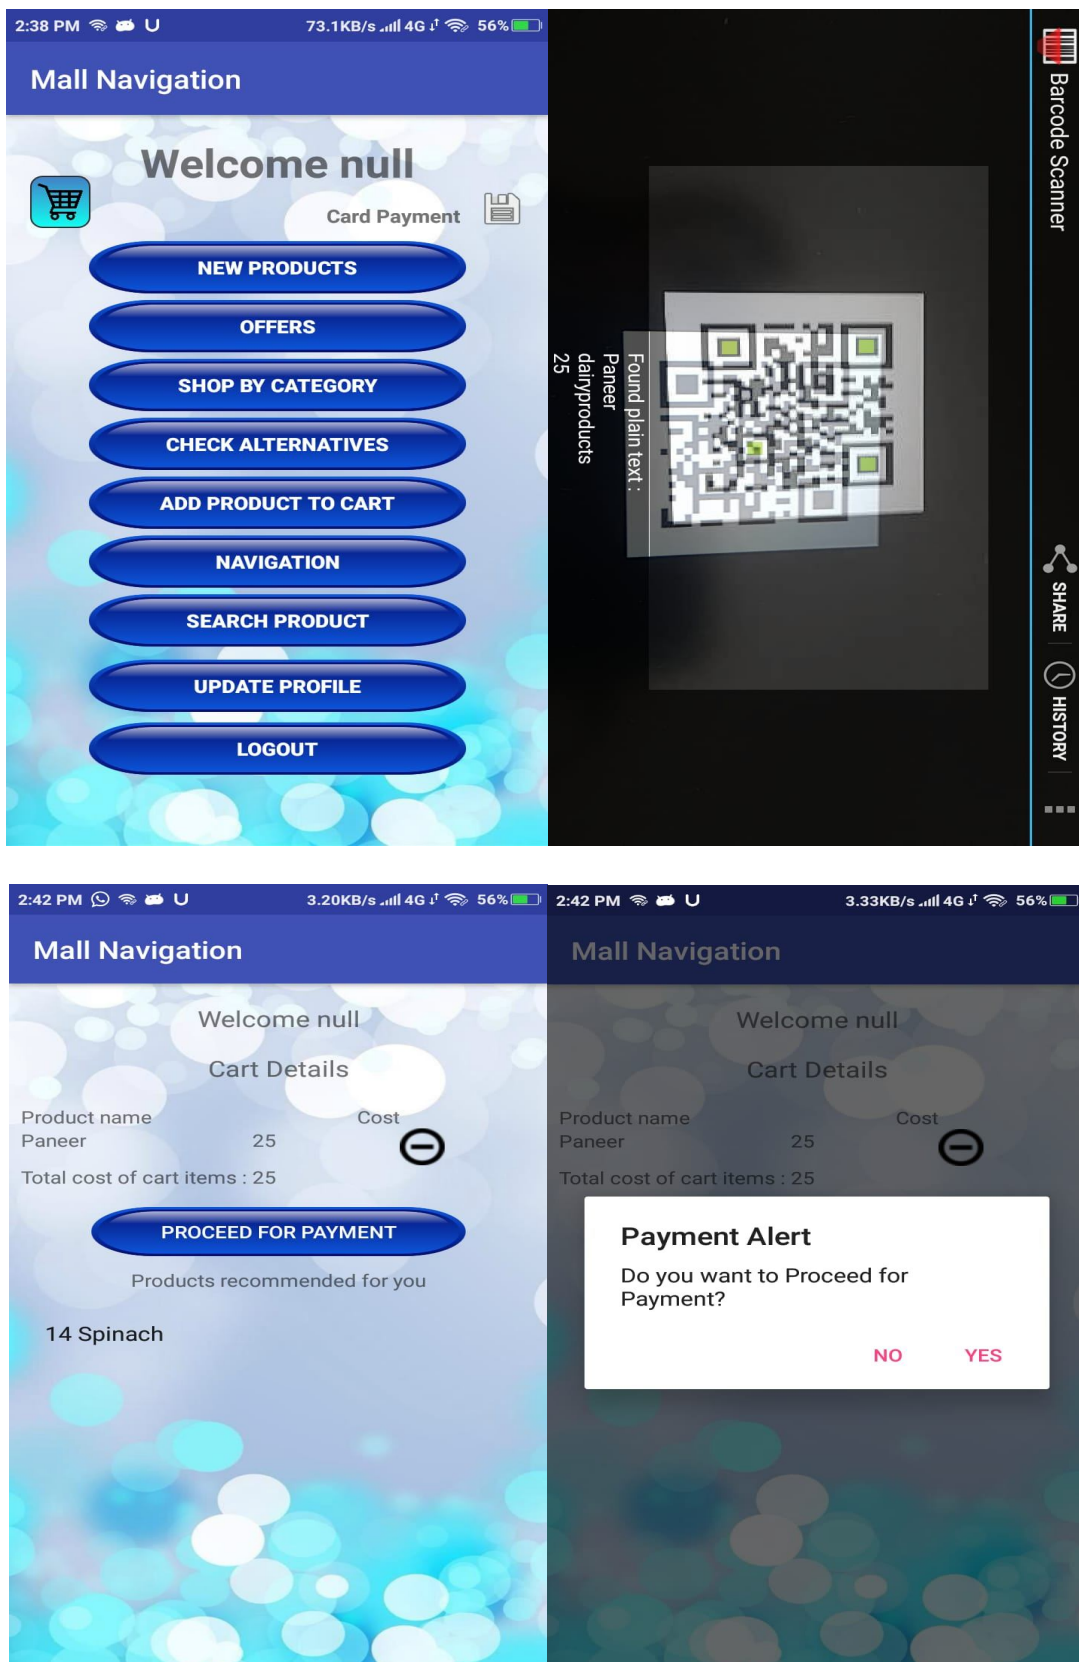 2:38 PM U 73.1KB/s 4G 56%
Mall Navigation
Welcome null
Card Payment
NEW PRODUCTS
OFFERS
SHOP BY CATEGORY
CHECK ALTERNATIVES
ADD PRODUCT TO CART
NAVIGATION
SEARCH PRODUCT
UPDATE PROFILE
LOGOUT
Barcode Scanner
SHARE
HISTORY
Found plain text :
Paneer
dairyproducts
25
2:42 PM U 3.20KB/s 4G 56%
Mall Navigation
Welcome null
Cart Details
Product name Cost
Paneer 25
Total cost of cart items : 25
PROCEED FOR PAYMENT
Products recommended for you
14 Spinach
2:42 PM U 3.33KB/s 4G 56%
Mall Navigation
Welcome null
Cart Details
Product name Cost
Paneer 25
Total cost of cart items : 25
Payment Alert
Do you want to Proceed for
Payment?
NO YES